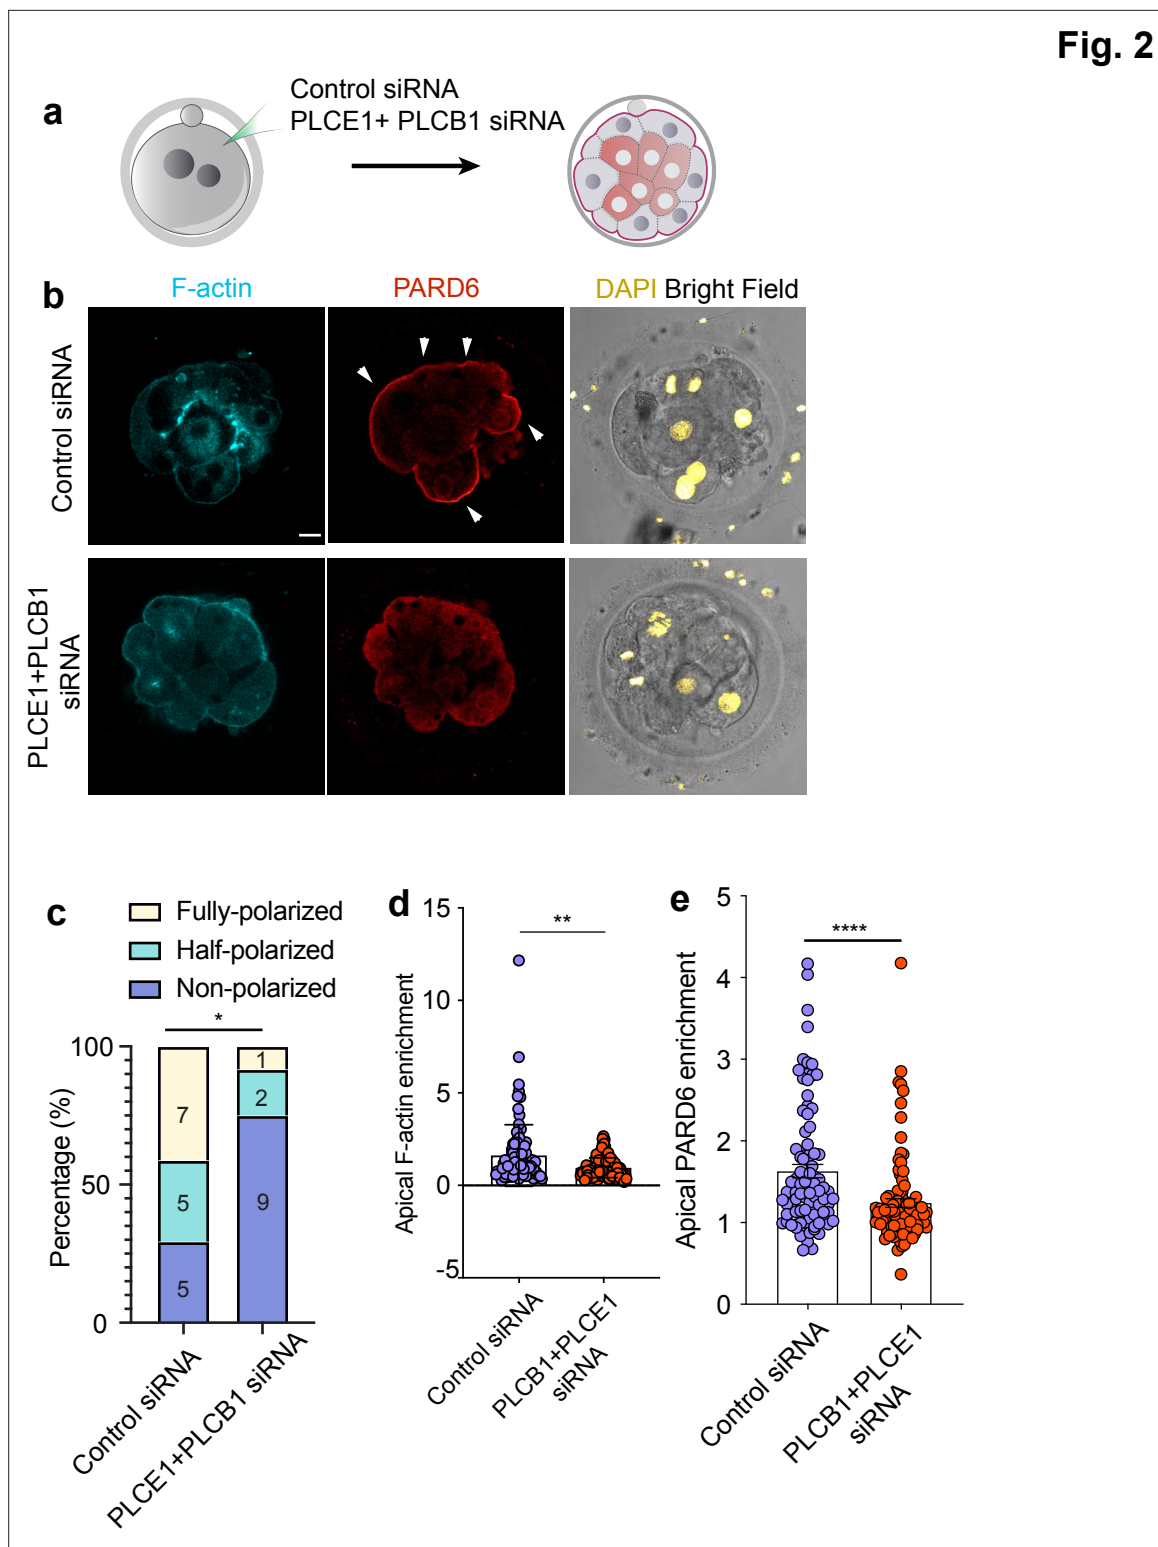 Fig. 2
a
Control siRNA
PLCE1+ PLCB1 siRNA
b
F-actin
PARD6
DAPI Bright Field
Control siRNA
PLCE1+PLCB1
siRNA
c
Fully-polarized
Half-polarized
Non-polarized
*
Percentage (%)
100
50
0
7
5
5
1
2
9
Control siRNA
PLCE1+PLCB1 siRNA
d
**
Apical F-actin enrichment
15
10
5
0
-5
Control siRNA
PLCB1+PLCE1
siRNA
e
****
Apical PARD6 enrichment
5
4
3
2
1
0
Control siRNA
PLCB1+PLCE1
siRNA